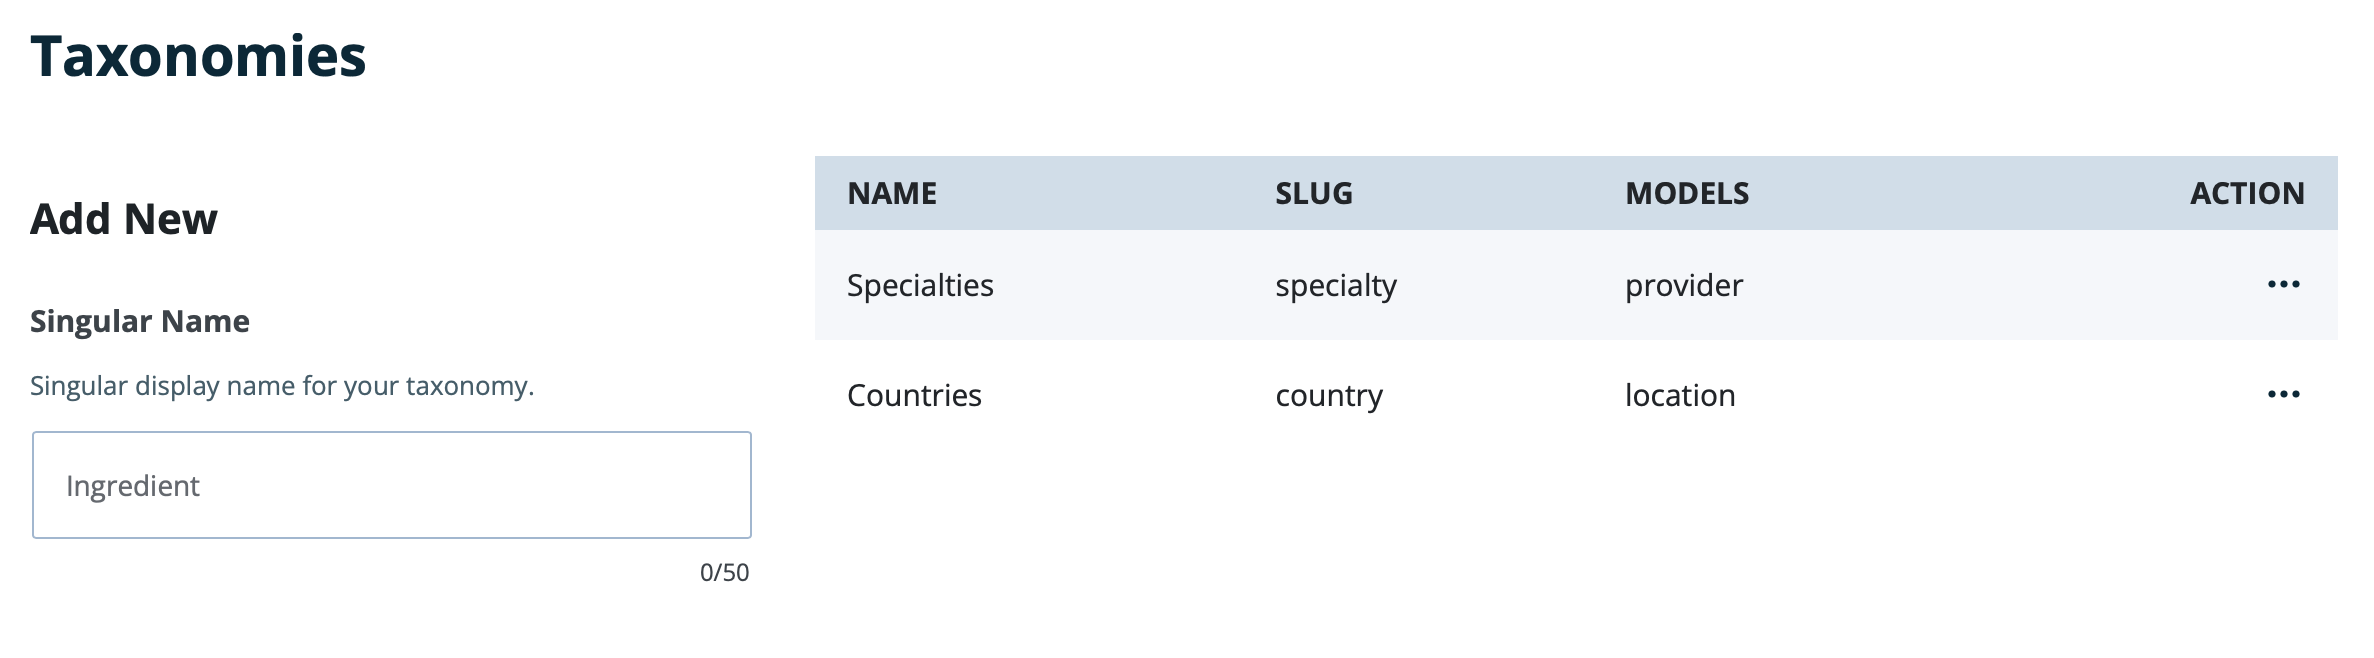 Taxonomies
Add New
Singular Name
Singular display name for your taxonomy.
Ingredient
0/50
NAME SLUG MODELS ACTION
Specialties specialty provider
Countries country location